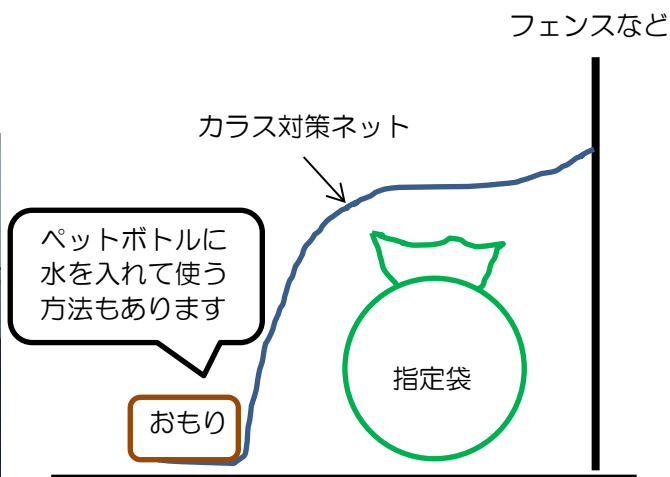 フェンスなど
カラス対策ネット
ペットボトルに
水を入れて使う
方法もあります
指定袋
おもり